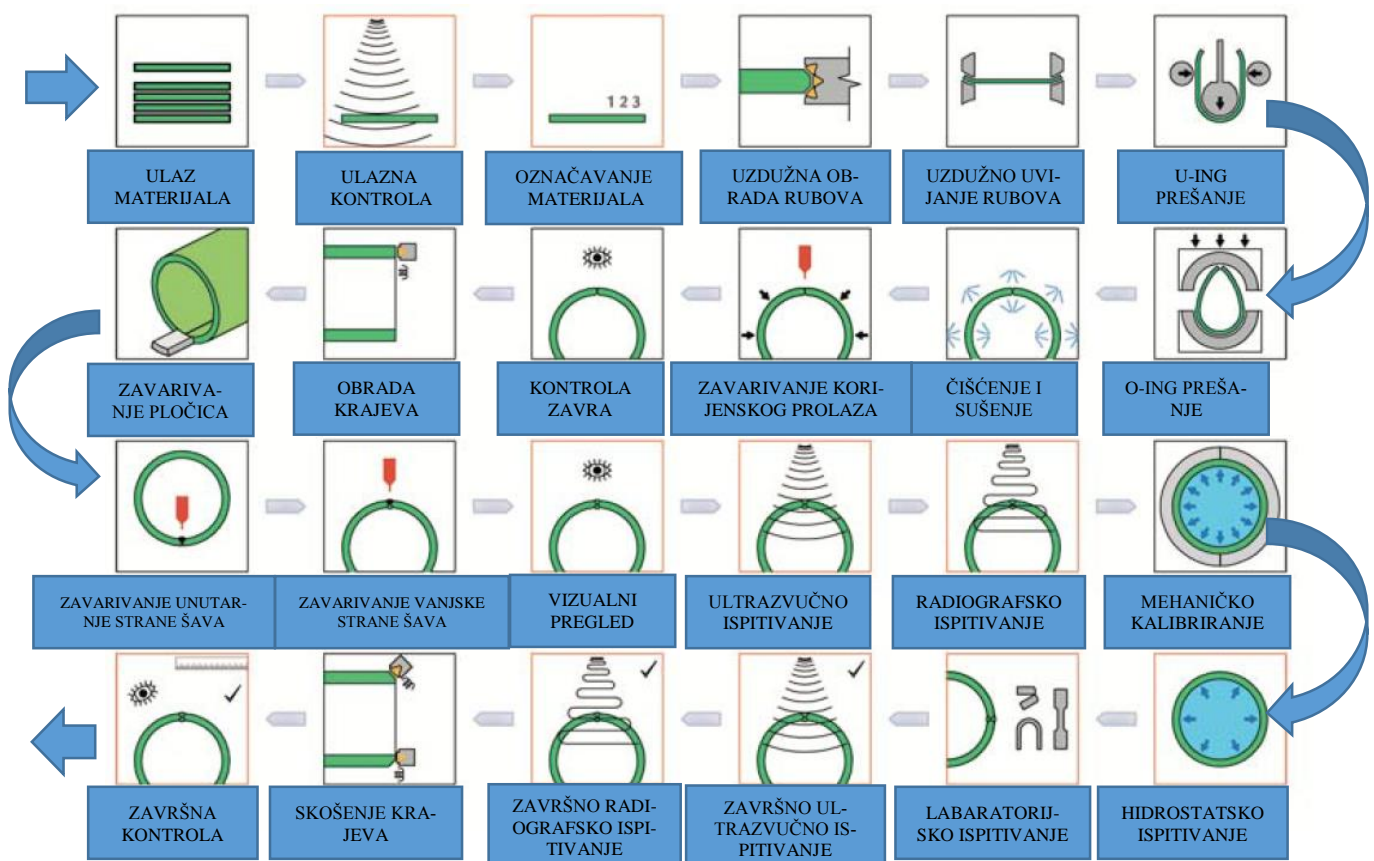 1 2 3
ULAZ
MATERIJALA
ULAZNA
KONTROLA
OZNAČAVANJE
MATERIJALA
UZDUŽNA OB-
RADA RUBOVA
UZDUŽNO UVI-
JANJE RUBOVA
U-ING
PREŠANJE
ZAVARIVA-
NJE PLOČICA
OBRADA
KRAJEVA
KONTROLA
ZAVRA
ZAVARIVANJE KORI-
JENSKOG PROLAZA
ČIŠĆENJE I
SUŠENJE
O-ING PREŠA-
NJE
ZAVARIVANJE UNUTAR-
NJE STRANE ŠAVA
ZAVARIVANJE VANJSKE
STRANE ŠAVA
VIZUALNI
PREGLED
ULTRAZVUČNO
ISPITIVANJE
RADIOGRAFSKO
ISPITIVANJE
MEHANIČKO
KALIBRIRANJE
ZAVRŠNA
KONTROLA
SKOŠENJE KRA-
JEVA
ZAVRŠNO RADI-
OGRAFSKO ISPI-
TIVANJE
ZAVRŠNO UL-
TRAZVUČNO IS-
PITIVANJE
LABARATORIJ-
SKO ISPITIVANJE
HIDROSTATSKO
ISPITIVANJE